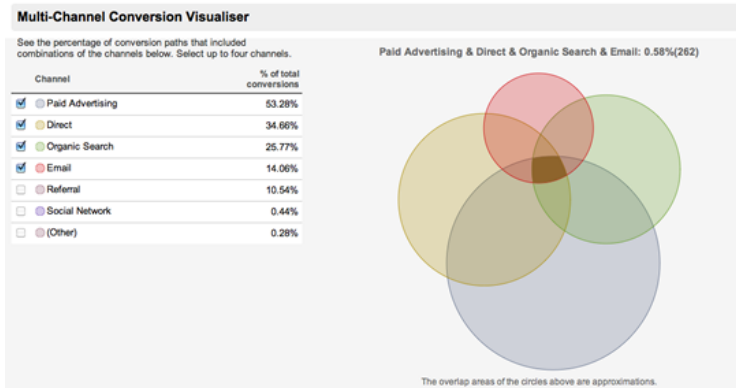 Multi-Channel Conversion Visualiser
See the percentage of conversion paths that included
combinations of the channels below. Select up to four channels.
Channel % of total conversions
Paid Advertising 53.28%
Direct 34.66%
Organic Search 25.77%
Email 14.06%
Referral 10.54%
Social Network 0.44%
(Other) 0.28%
Paid Advertising & Direct & Organic Search & Email: 0.58%(262)
The overlap areas of the circles above are approximations.